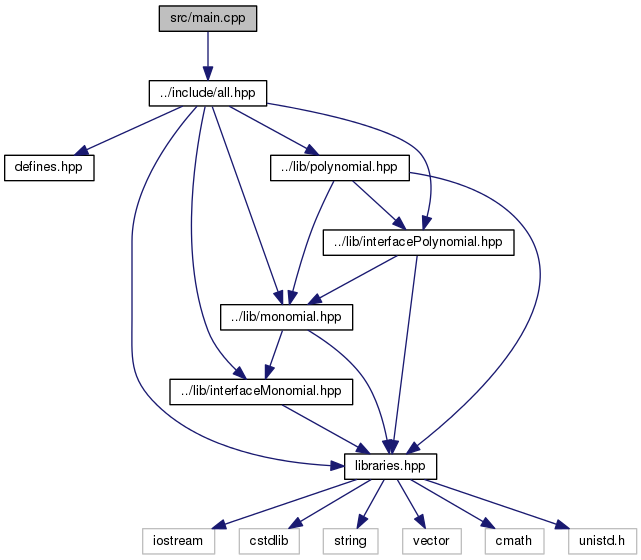 src/main.cpp
../include/all.hpp
defines.hpp
../lib/polynomial.hpp
../lib/interfacePolynomial.hpp
../lib/monomial.hpp
../lib/interfaceMonomial.hpp
libraries.hpp
iostream
cstdlib
string
vector
cmath
unistd.h